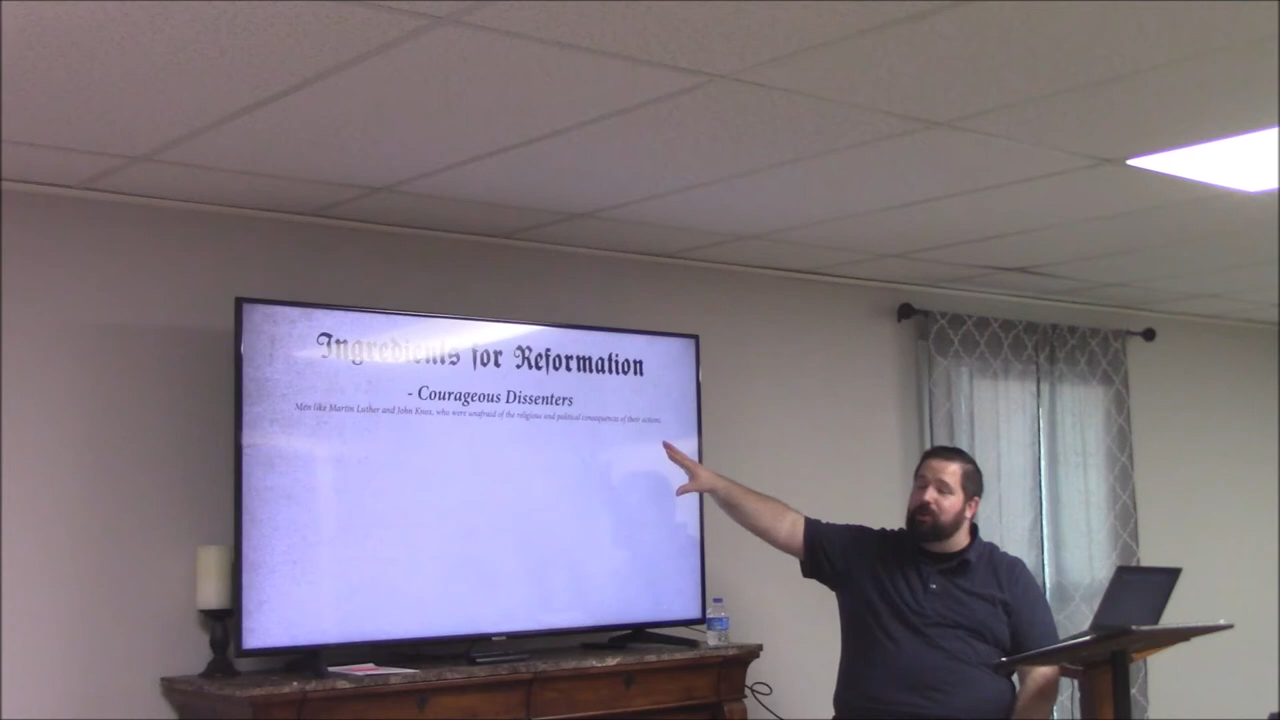 Ingredients for Reformation
- Courageous Dissenters
Men like Martin Luther and John Knox, who were unafraid of the religious and political consequences of their actions.